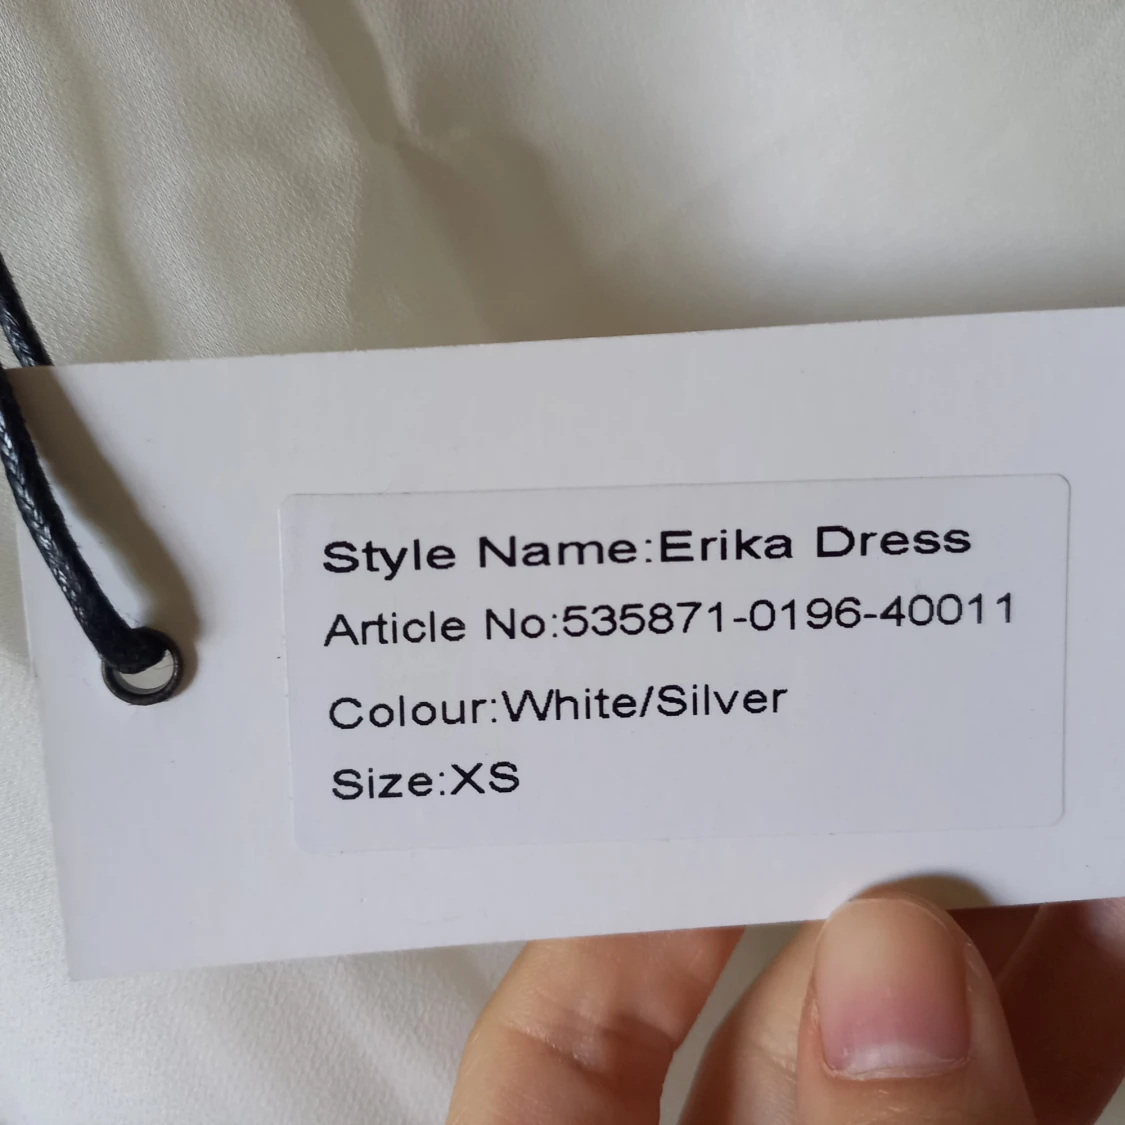 Style Name:Erika Dress
Article No:535871-0196-40011
Colour:White/Silver
Size:XS